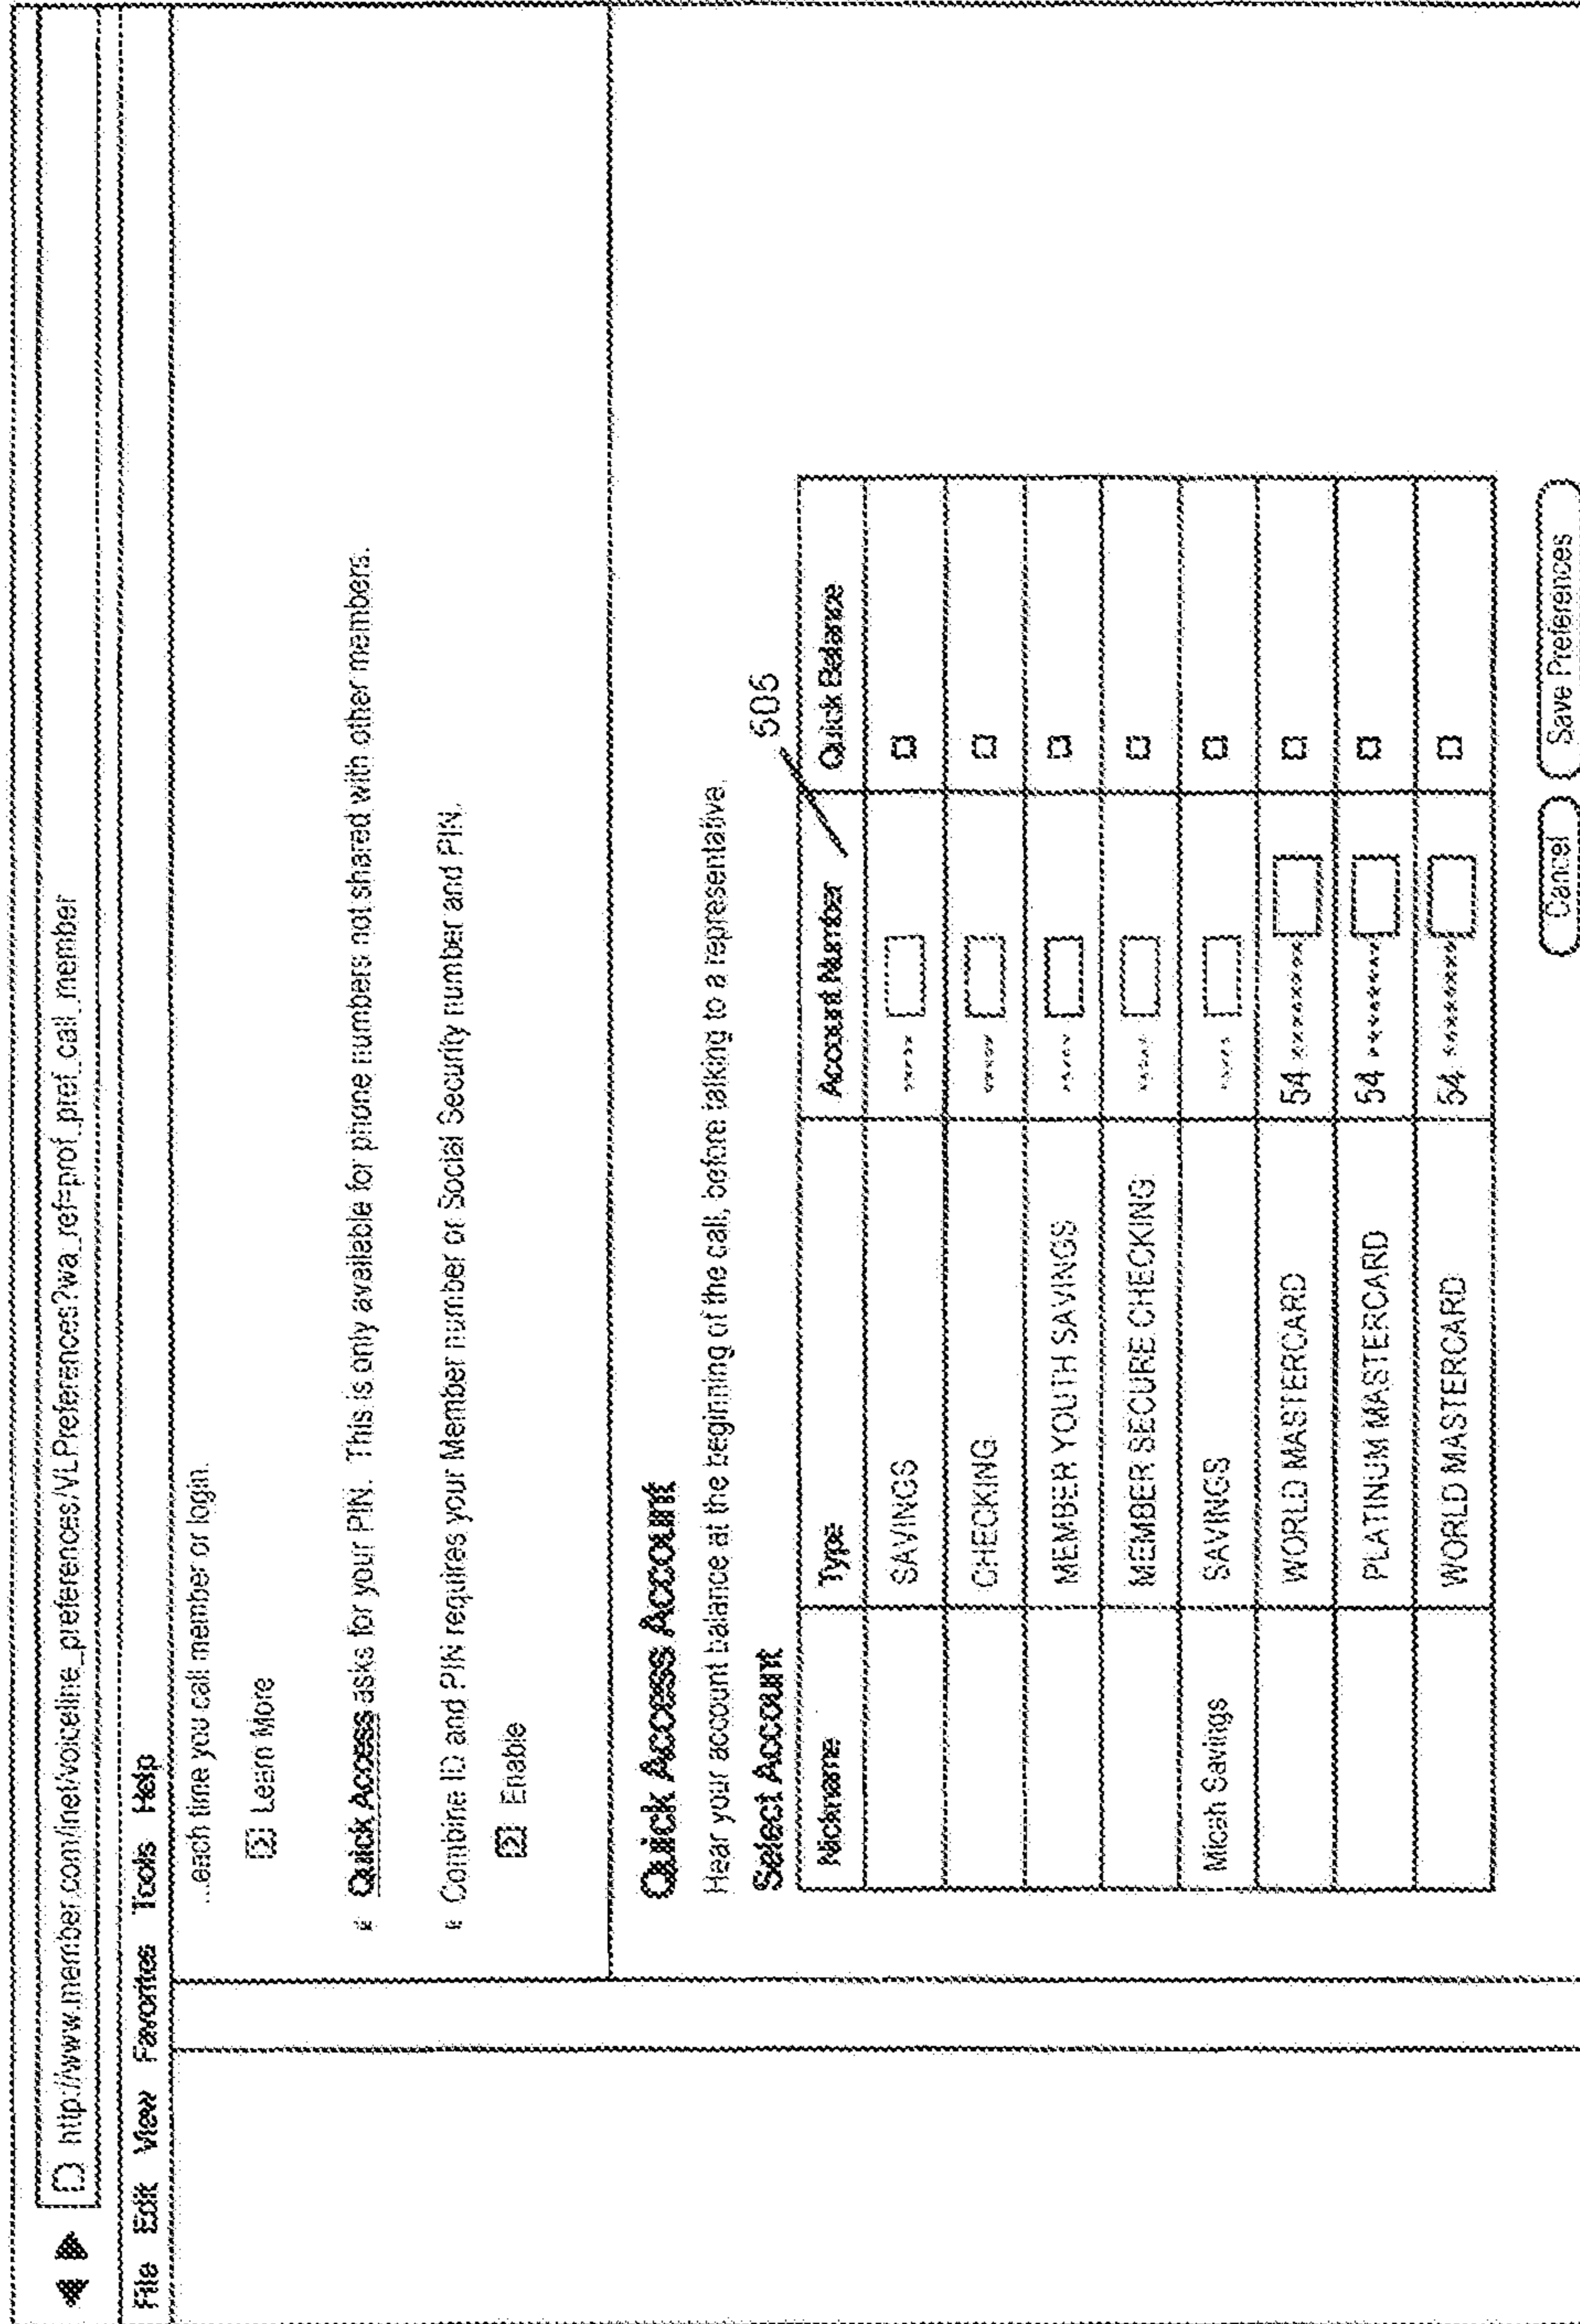 http://www.member.com/inet/voiceline_preferences/VLPreferences?wa_ref=prof_pref_call_member
File Edit View Favorites Tools Help
...each time you call member or login.
Learn More
Quick Access asks for your PIN. This is only available for phone numbers not shared with other members.
Combine ID and PIN requires your Member number or Social Security number and PIN.
Enable
Quick Access Account
Hear your account balance at the beginning of the call, before talking to a representative.
Select Account
Nickname Type Account Number Quick Balance
SAVINGS *****
CHECKING *****
MEMBER YOUTH SAVINGS *****
MEMBER SECURE CHECKING *****
Micah Savings SAVINGS *****
WORLD MASTERCARD 54 **********
PLATINUM MASTERCARD 54 **********
WORLD MASTERCARD 54 **********
Cancel Save Preferences